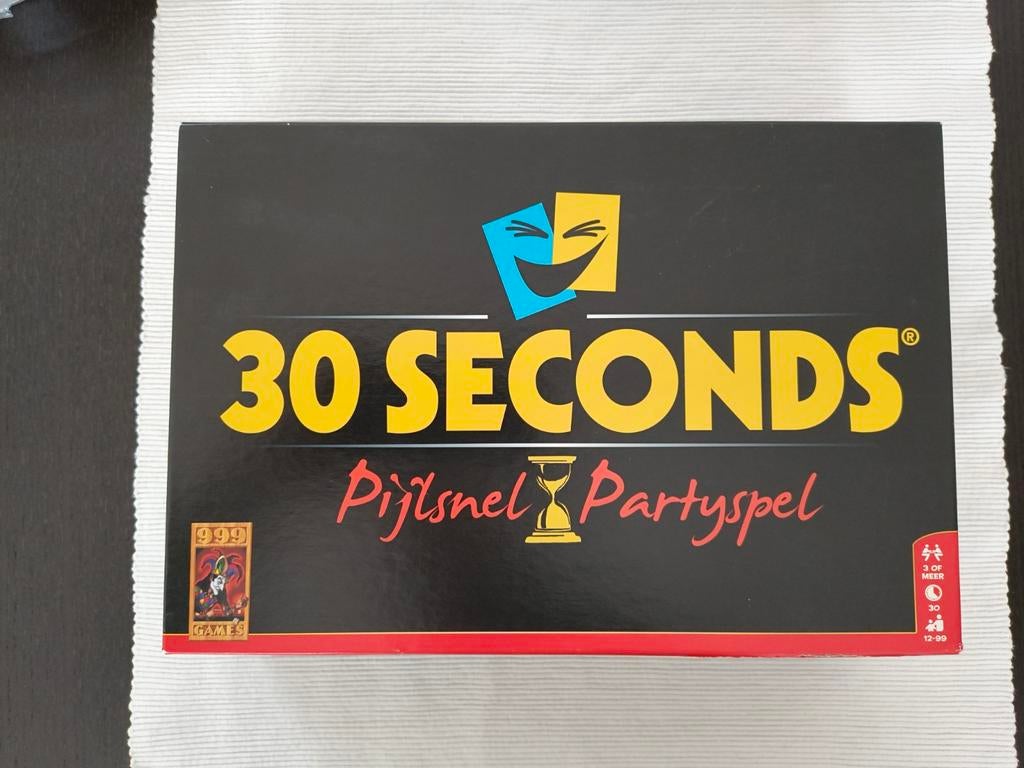 30 SECONDS®
Pijlsnel Partyspel
999
GAMES
3 OF
MEER
30
12-99